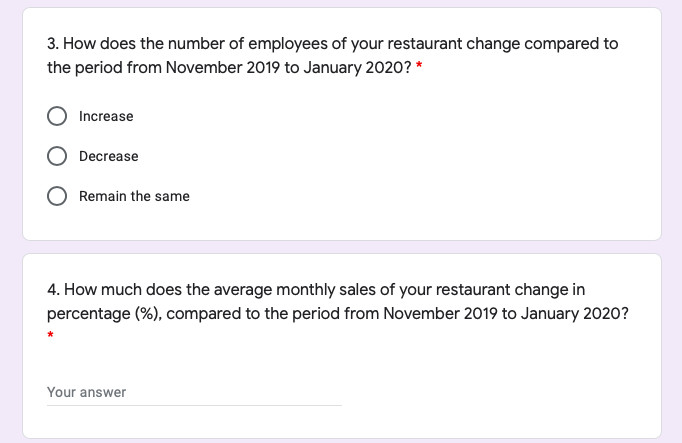 3. How does the number of employees of your restaurant change compared to
the period from November 2019 to January 2020? *
Increase
Decrease
Remain the same
4. How much does the average monthly sales of your restaurant change in
percentage (%), compared to the period from November 2019 to January 2020?
*
Your answer